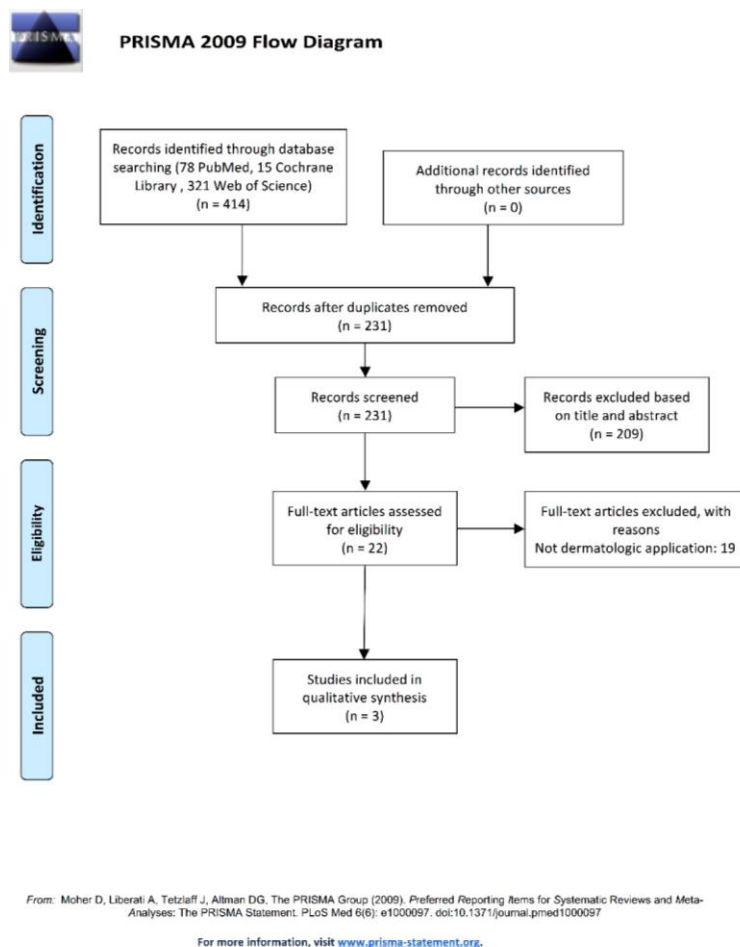 PRISMA
PRISMA 2009 Flow Diagram
Identification
Records identified through database
searching (78 PubMed, 15 Cochrane
Library , 321 Web of Science)
(n = 414)
Additional records identified
through other sources
(n = 0)
Screening
Records after duplicates removed
(n = 231)
Records screened
(n = 231)
Records excluded based
on title and abstract
(n = 209)
Eligibility
Full-text articles assessed
for eligibility
(n = 22)
Full-text articles excluded, with
reasons
Not dermatologic application: 19
Included
Studies included in
qualitative synthesis
(n = 3)
From: Moher D, Liberati A, Tetzlaff J, Altman DG, The PRISMA Group (2009). Preferred Reporting Items for Systematic Reviews and Meta-
Analyses: The PRISMA Statement. PLoS Med 6(6): e1000097. doi:10.1371/journal.pmed1000097
For more information, visit www.prisma-statement.org.